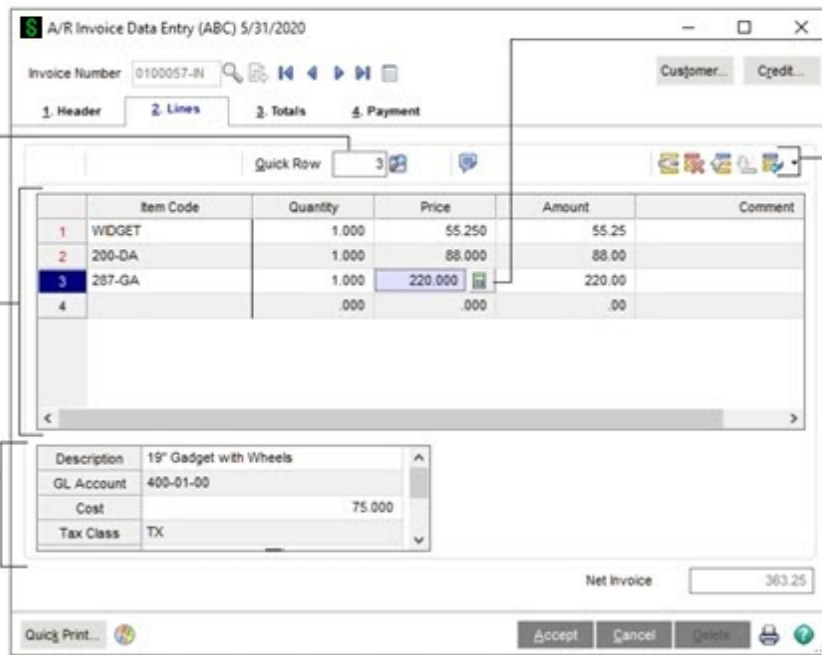 S A/R Invoice Data Entry (ABC) 5/31/2020
Invoice Number 0100057-IN Customer... Credit...
1. Header 2. Lines 3. Totals 4. Payment
Quick Row 3
Item Code Quantity Price Amount Comment
1 WIDGET 1.000 55.250 55.25
2 200-DA 1.000 88.000 88.00
3 287-GA 1.000 220.000 220.00
4 .000 .000 .00
Description 19" Gadget with Wheels
GL Account 400-01-00
Cost 75.000
Tax Class TX
Net Invoice 363.25
Quick Print... Accept Cancel Delete